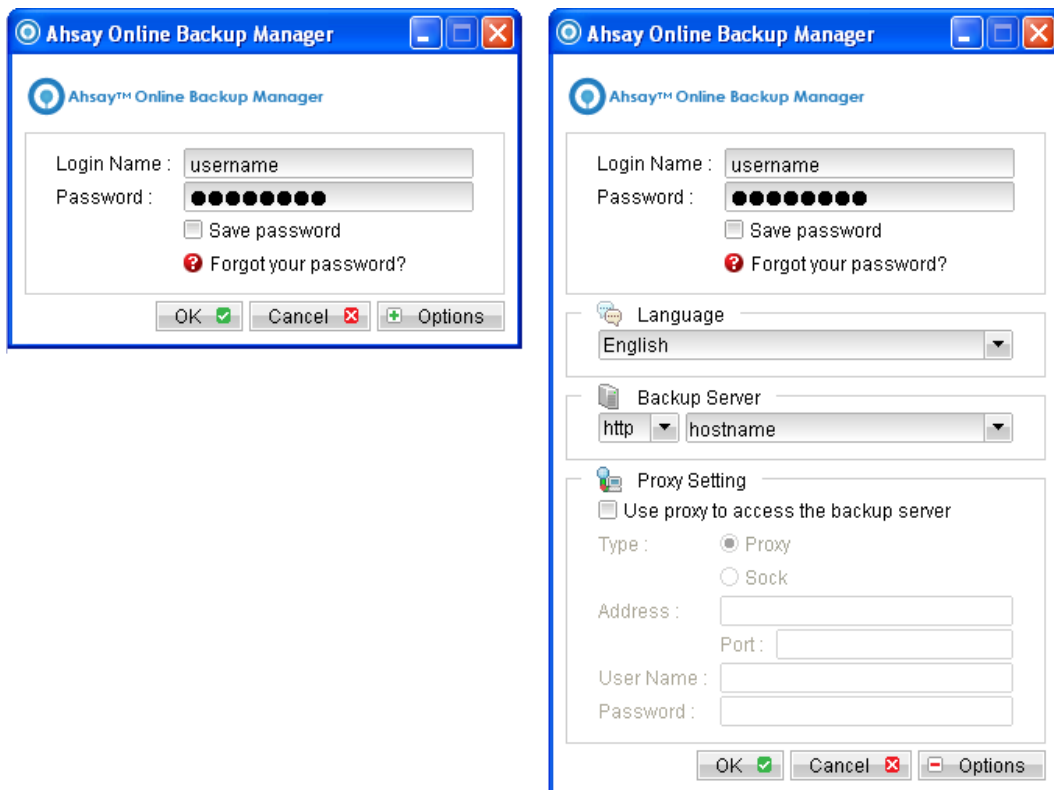 Ahsay Online Backup Manager
Ahsay™ Online Backup Manager
Login Name : username
Password : ●●●●●●●●
Save password
Forgot your password?
OK Cancel Options
Ahsay Online Backup Manager
Ahsay™ Online Backup Manager
Login Name : username
Password : ●●●●●●●●
Save password
Forgot your password?
Language
English
Backup Server
http hostname
Proxy Setting
Use proxy to access the backup server
Type : Proxy
Sock
Address :
Port :
User Name :
Password :
OK Cancel Options